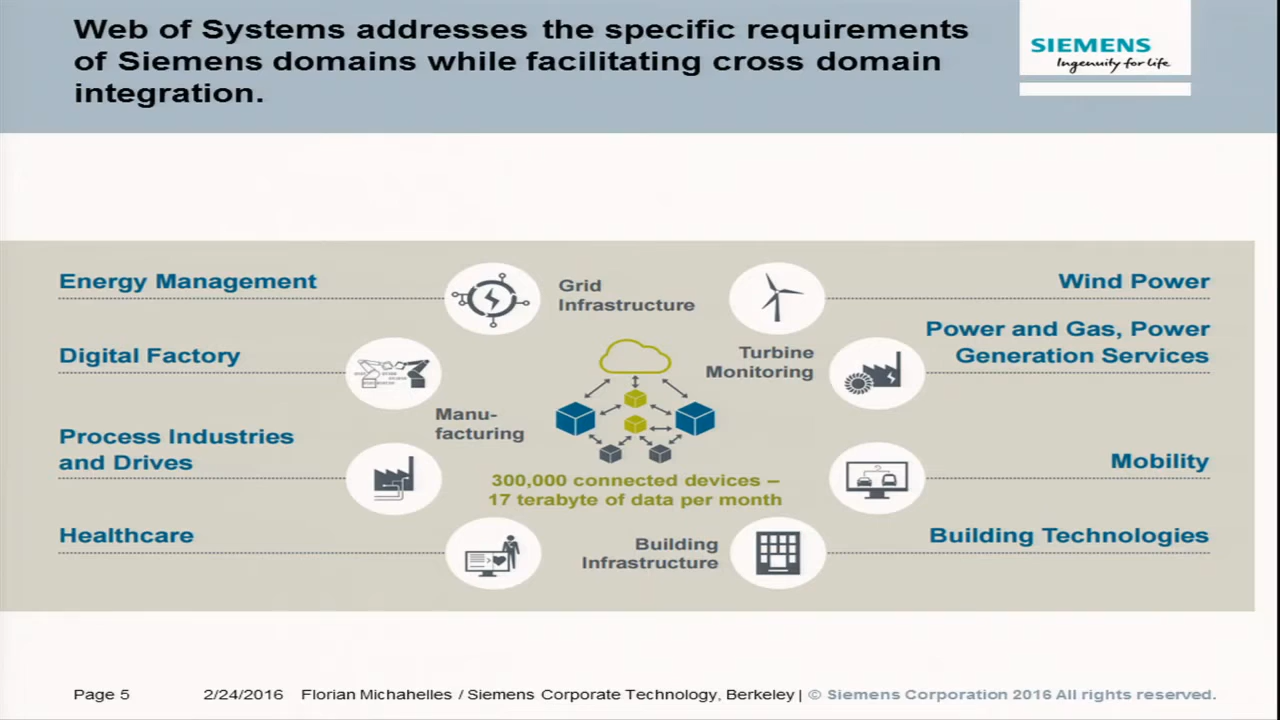 Web of Systems addresses the specific requirements
of Siemens domains while facilitating cross domain
integration.
SIEMENS
Ingenuity for life
Energy Management
Grid
Infrastructure
Wind Power
Digital Factory
Turbine
Monitoring
Power and Gas, Power
Generation Services
Manu-
facturing
Process Industries
and Drives
Mobility
300,000 connected devices –
17 terabyte of data per month
Healthcare
Building
Infrastructure
Building Technologies
Page 5 2/24/2016 Florian Michahelles / Siemens Corporate Technology, Berkeley | © Siemens Corporation 2016 All rights reserved.